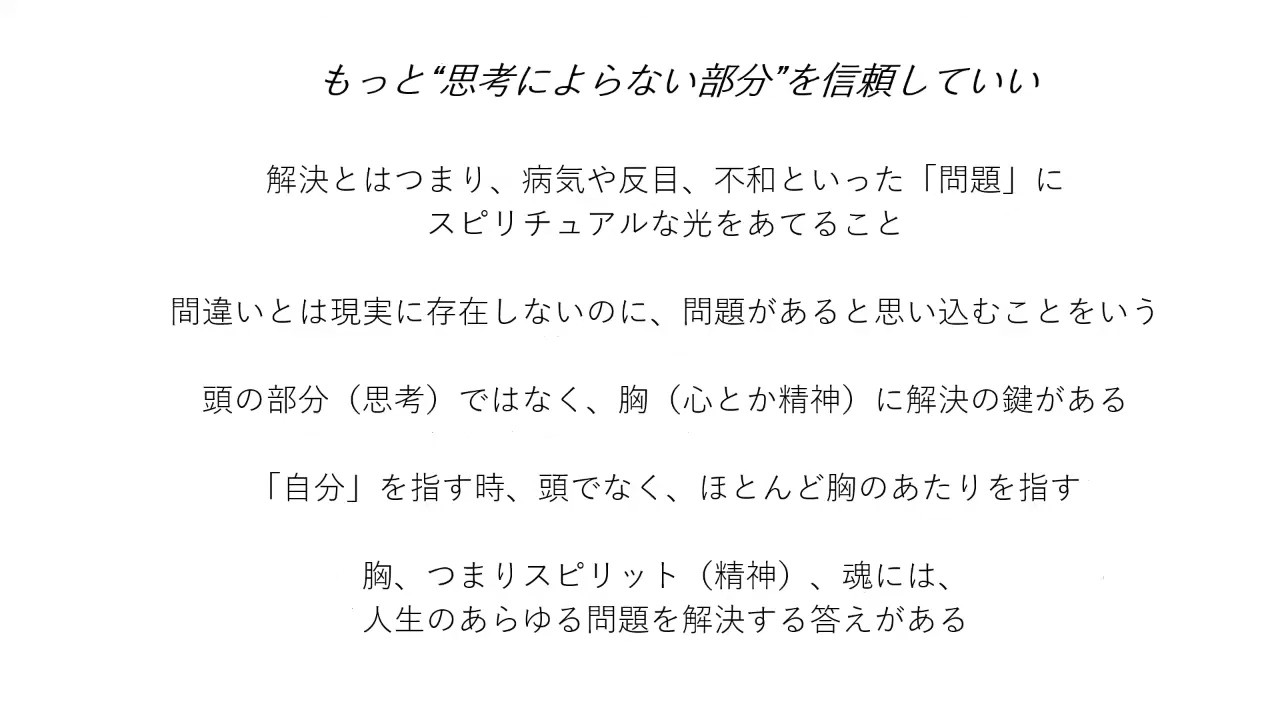 もっと“思考によらない部分”を信頼していい
解決とはつまり、病気や反目、不和といった「問題」に
スピリチュアルな光をあてること
間違いとは現実に存在しないのに、問題があると思い込むことをいう
頭の部分（思考）ではなく、胸（心とか精神）に解決の鍵がある
「自分」を指す時、頭でなく、ほとんど胸のあたりを指す
胸、つまりスピリット（精神）、魂には、
人生のあらゆる問題を解決する答えがある